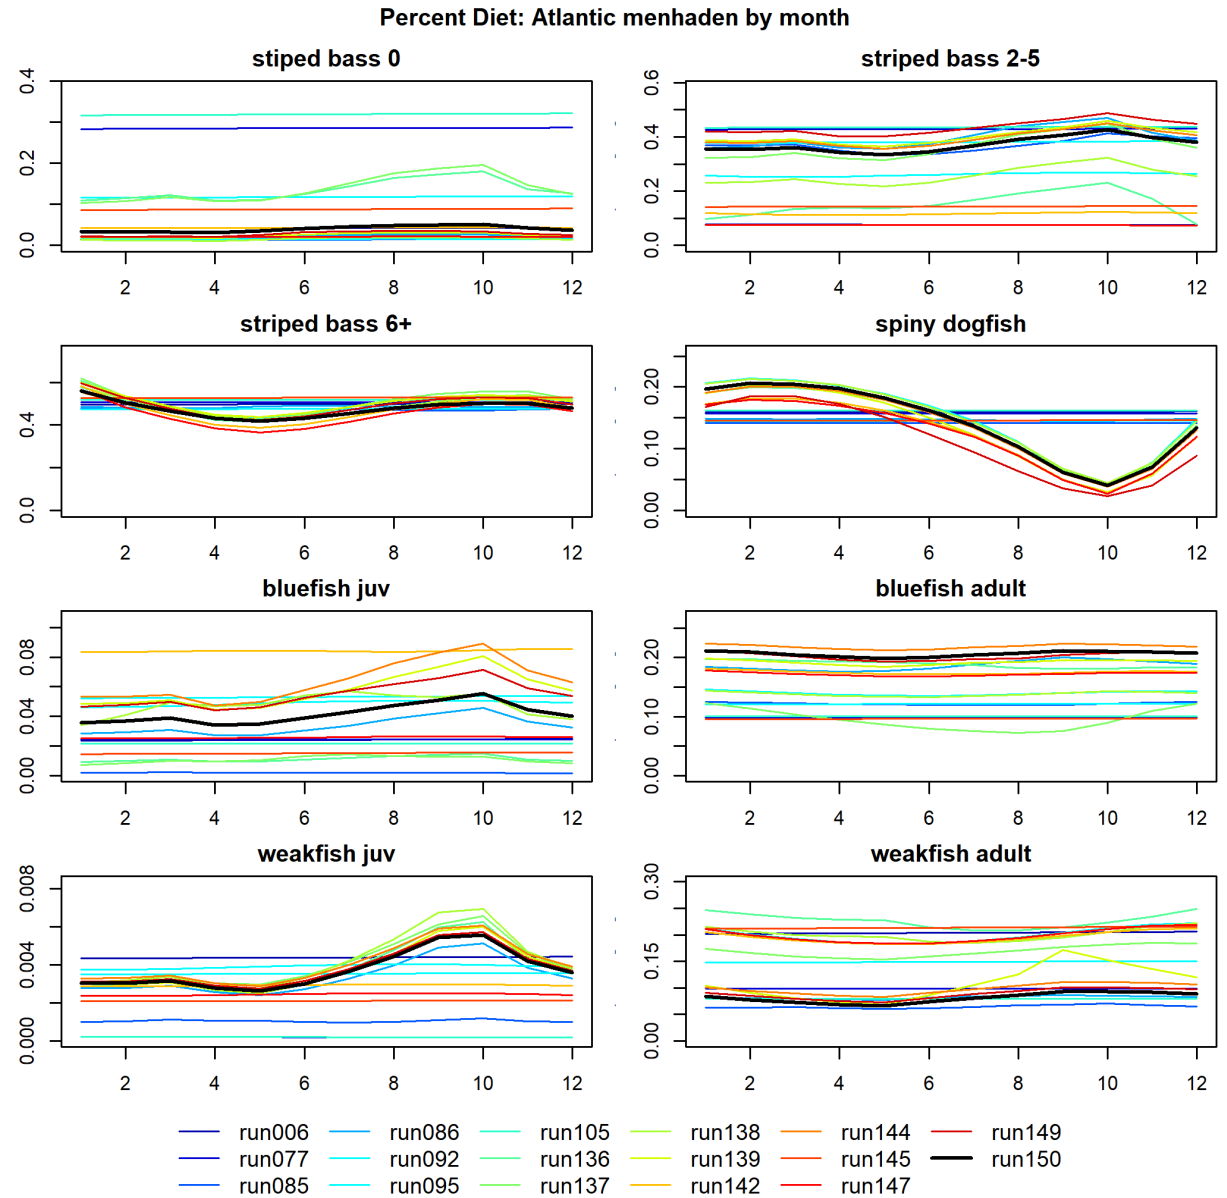 Percent Diet: Atlantic menhaden by month
stiped bass 0
striped bass 2-5
0.0 0.2 0.4
0.0 0.2 0.4 0.6
2 4 6 8 10 12
2 4 6 8 10 12
striped bass 6+
spiny dogfish
0.0 0.4
0.00 0.10 0.20
2 4 6 8 10 12
2 4 6 8 10 12
bluefish juv
bluefish adult
0.00 0.04 0.08
0.00 0.10 0.20
2 4 6 8 10 12
2 4 6 8 10 12
weakfish juv
weakfish adult
0.000 0.004 0.008
0.00 0.15 0.30
2 4 6 8 10 12
2 4 6 8 10 12
run006 run086 run105 run138 run144 run149
run077 run092 run136 run139 run145 run150
run085 run095 run137 run142 run147